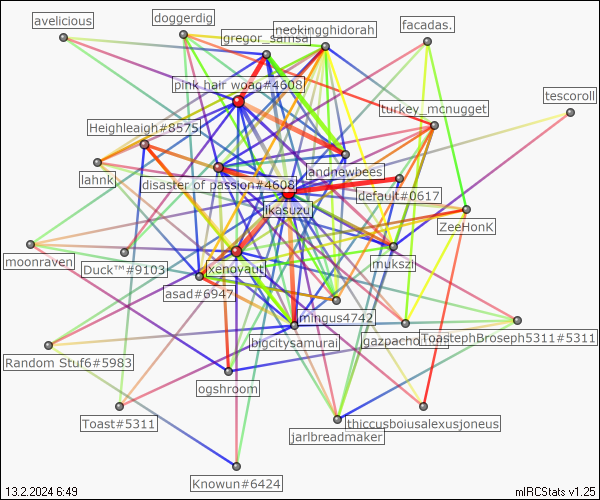 doggerdig
avelicious
facadas.
neokingghidorah
gregor_samsa
pink hair woag#4608
tescoroll
turkey_mcnugget
Heighleaigh#8575
andnewbees
lahnk
disaster of passion#4608
default#0617
ikasuzu
ZeeHonK
moonraven
mukszi
Duck™#9103
xenoyaut
asad#6947
mingus4742
ToastephBroseph5311#5311
bigcitysamurai
Random Stuf6#5983
ogshroom
Toast#5311
thiccusboiusalexusjoneus
jarlbreadmaker
Knowun#6424
13.2.2024 6:49
mIRCStats v1.25